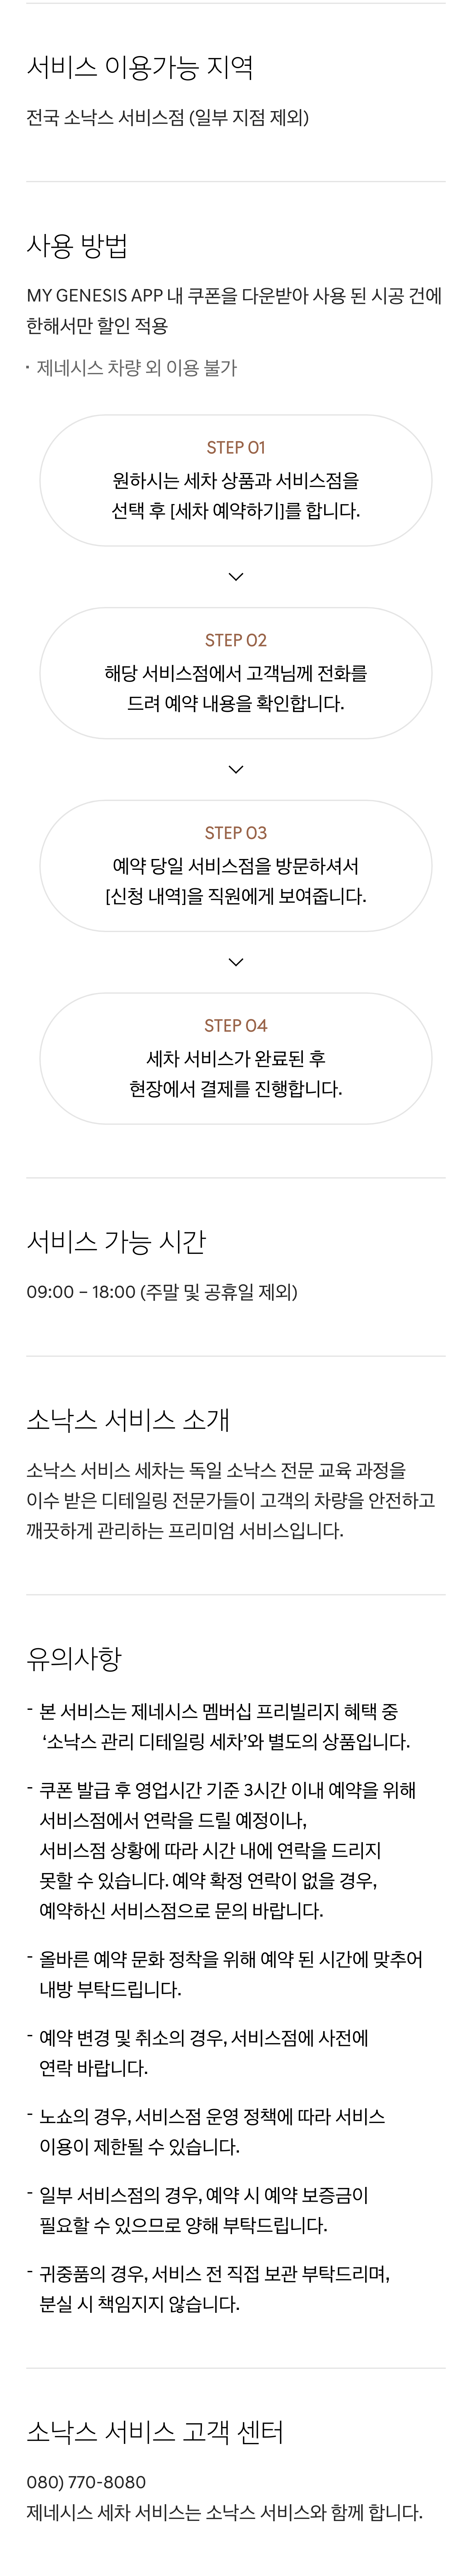 서비스 이용가능 지역
전국 소낙스 서비스점 (일부 지점 제외)
사용 방법
MY GENESIS APP 내 쿠폰을 다운받아 사용 된 시공 건에
한해서만 할인 적용
· 제네시스 차량 외 이용 불가
STEP 01
원하시는 세차 상품과 서비스점을
선택 후 [세차 예약하기]를 합니다.
STEP 02
해당 서비스점에서 고객님께 전화를
드려 예약 내용을 확인합니다.
STEP 03
예약 당일 서비스점을 방문하셔서
[신청 내역]을 직원에게 보여줍니다.
STEP 04
세차 서비스가 완료된 후
현장에서 결제를 진행합니다.
서비스 가능 시간
09:00 – 18:00 (주말 및 공휴일 제외)
소낙스 서비스 소개
소낙스 서비스 세차는 독일 소낙스 전문 교육 과정을
이수 받은 디테일링 전문가들이 고객의 차량을 안전하고
깨끗하게 관리하는 프리미엄 서비스입니다.
유의사항
- 본 서비스는 제네시스 멤버십 프리빌리지 혜택 중
‘소낙스 관리 디테일링 세차’와 별도의 상품입니다.
- 쿠폰 발급 후 영업시간 기준 3시간 이내 예약을 위해
서비스점에서 연락을 드릴 예정이나,
서비스점 상황에 따라 시간 내에 연락을 드리지
못할 수 있습니다. 예약 확정 연락이 없을 경우,
예약하신 서비스점으로 문의 바랍니다.
- 올바른 예약 문화 정착을 위해 예약 된 시간에 맞추어
내방 부탁드립니다.
- 예약 변경 및 취소의 경우, 서비스점에 사전에
연락 바랍니다.
- 노쇼의 경우, 서비스점 운영 정책에 따라 서비스
이용이 제한될 수 있습니다.
- 일부 서비스점의 경우, 예약 시 예약 보증금이
필요할 수 있으므로 양해 부탁드립니다.
- 귀중품의 경우, 서비스 전 직접 보관 부탁드리며,
분실 시 책임지지 않습니다.
소낙스 서비스 고객 센터
080) 770-8080
제네시스 세차 서비스는 소낙스 서비스와 함께 합니다.